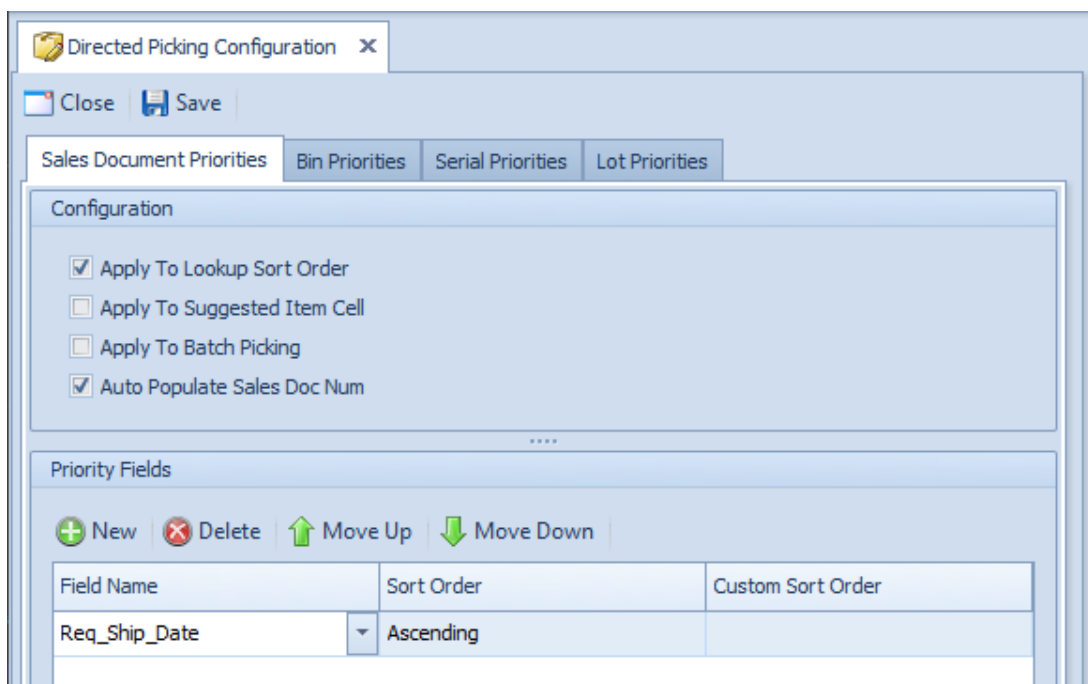 Directed Picking Configuration
Close Save
Sales Document Priorities Bin Priorities Serial Priorities Lot Priorities
Configuration
Apply To Lookup Sort Order
Apply To Suggested Item Cell
Apply To Batch Picking
Auto Populate Sales Doc Num
Priority Fields
New Delete Move Up Move Down
Field Name Sort Order Custom Sort Order
Req_Ship_Date Ascending